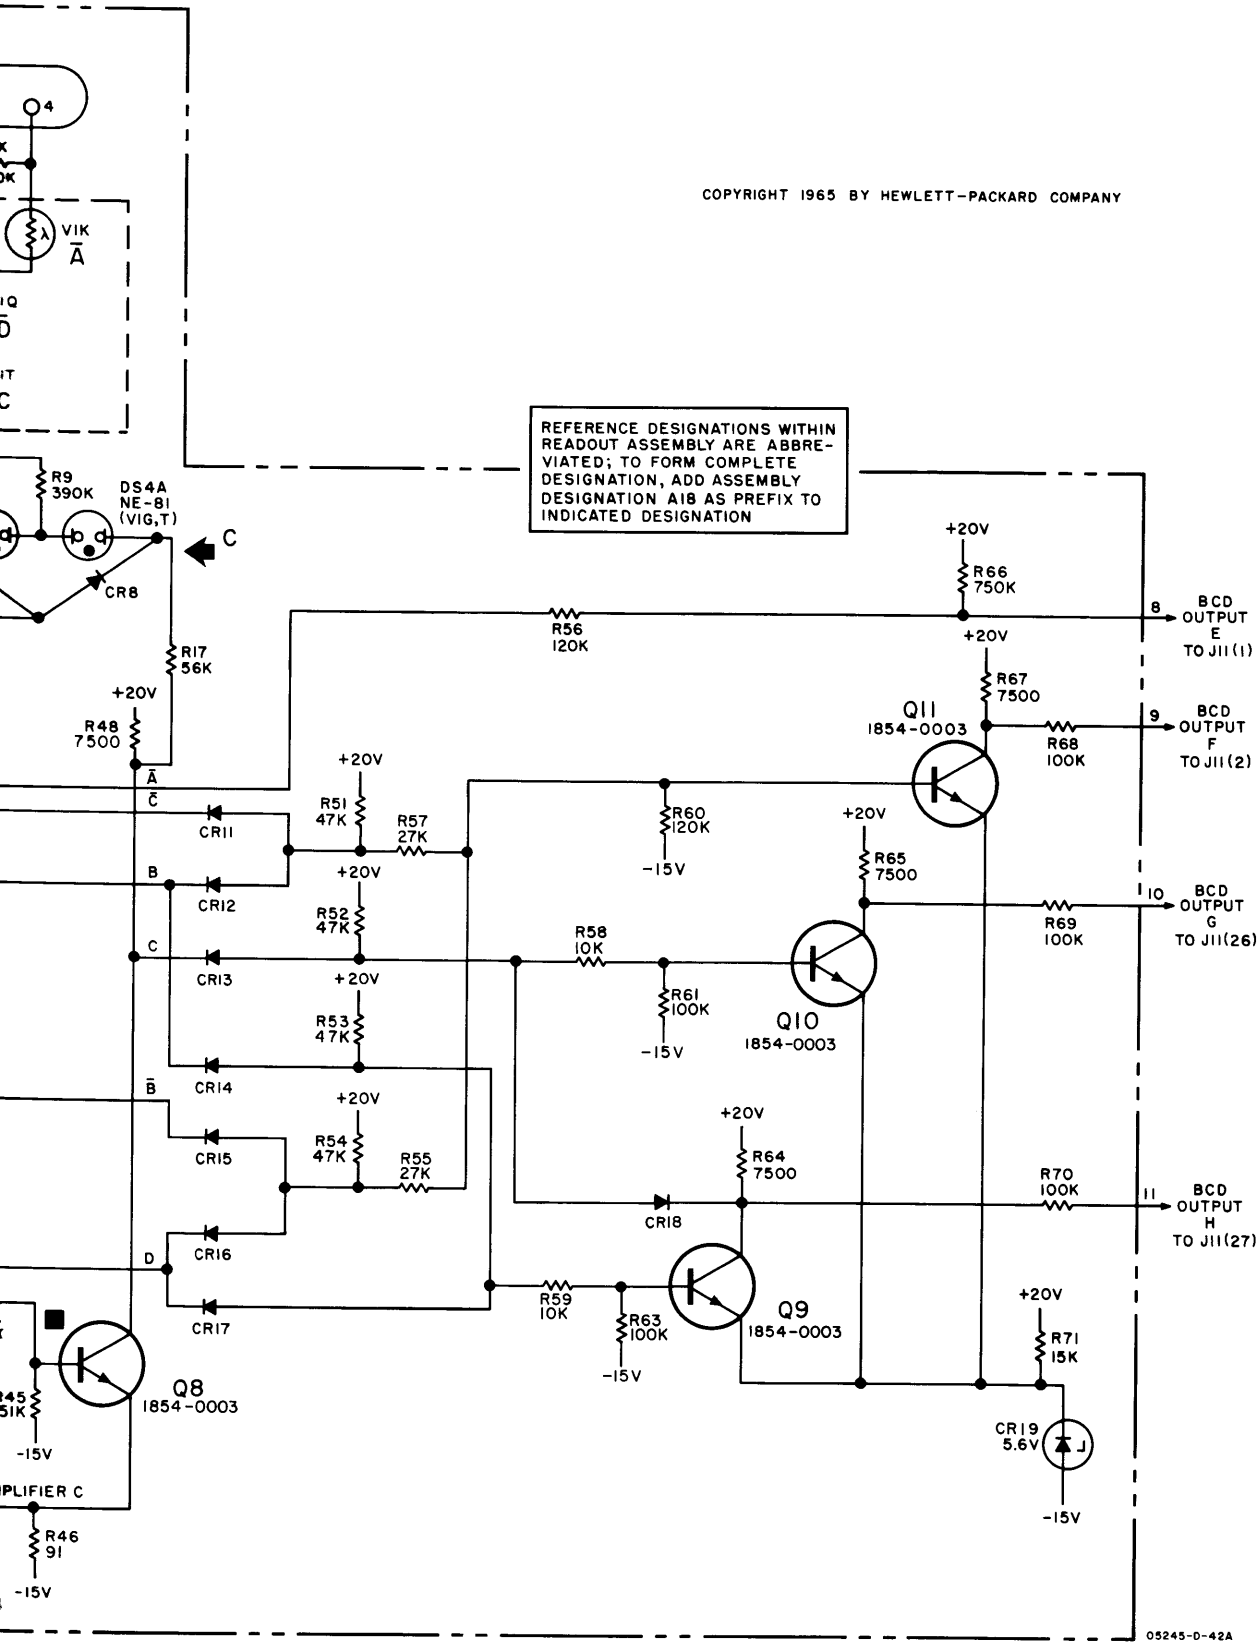 4
COPYRIGHT 1965 BY HEWLETT-PACKARD COMPANY
V1K
A̅
REFERENCE DESIGNATIONS WITHIN
READOUT ASSEMBLY ARE ABBRE-
VIATED; TO FORM COMPLETE
DESIGNATION, ADD ASSEMBLY
DESIGNATION A18 AS PREFIX TO
INDICATED DESIGNATION
R9
390K
DS4A
NE-81
(V1G,T)
C
CR8
+20V
R66
750K
8
BCD
OUTPUT
E
TO J11(1)
R56
120K
+20V
R17
56K
R67
7500
+20V
R48
7500
Q11
1854-0003
9
BCD
OUTPUT
F
TO J11(2)
R68
100K
+20V
A̅
C̅
R51
47K
R57
27K
CR11
R60
120K
-15V
+20V
R65
7500
B
+20V
CR12
R52
47K
10
BCD
OUTPUT
G
TO J11(26)
R69
100K
C
CR13
R58
10K
+20V
R61
100K
-15V
R53
47K
Q10
1854-0003
B̅
CR14
+20V
+20V
R54
47K
CR15
R55
27K
R64
7500
R70
100K
11
BCD
OUTPUT
H
TO J11(27)
CR18
D
CR16
CR17
R59
10K
R63
100K
-15V
Q9
1854-0003
+20V
R71
15K
Q8
1854-0003
R45
51K
-15V
CR19
5.6V
-15V
PLIFIER C
R46
91
-15V
05245-D-42A